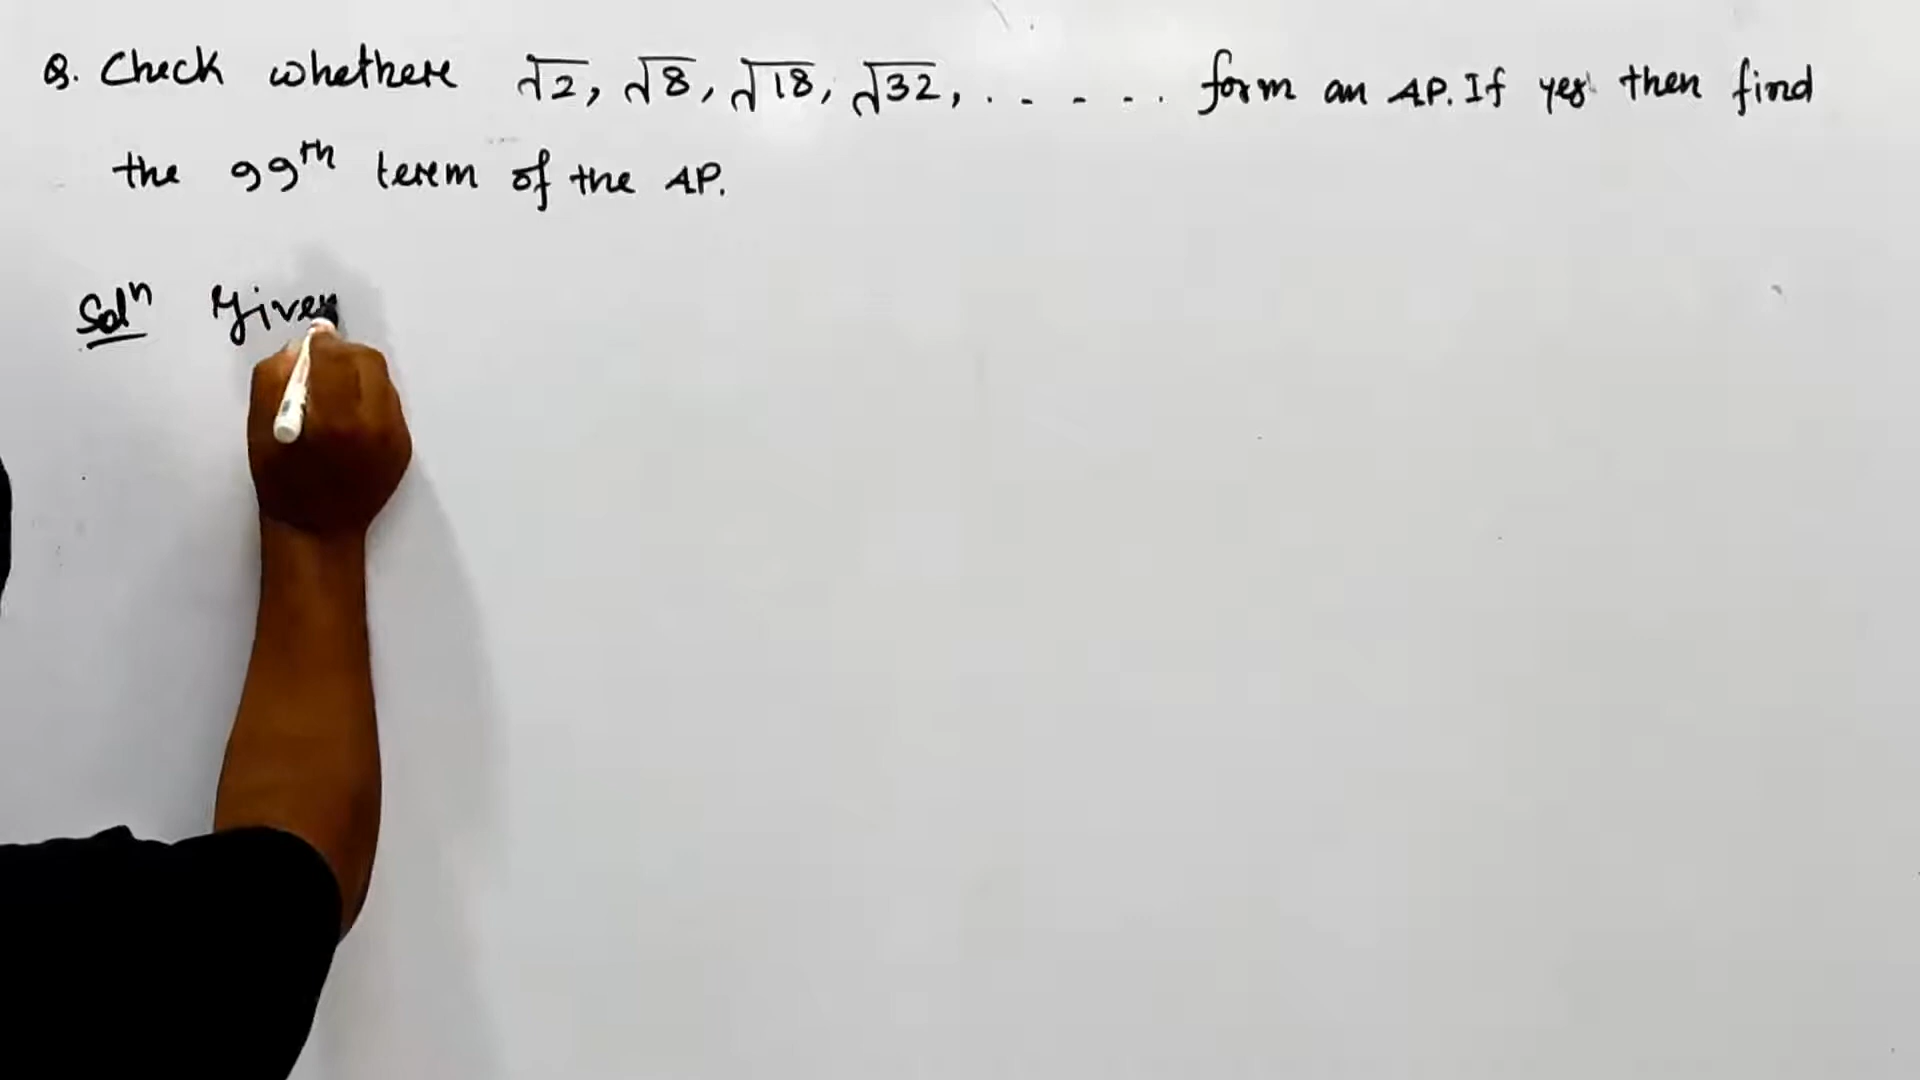 Q. Check whethere √2, √8, √18, √32, . - - - . . form an AP. If yes then find
the 99th terem of the AP.
Solⁿ Given